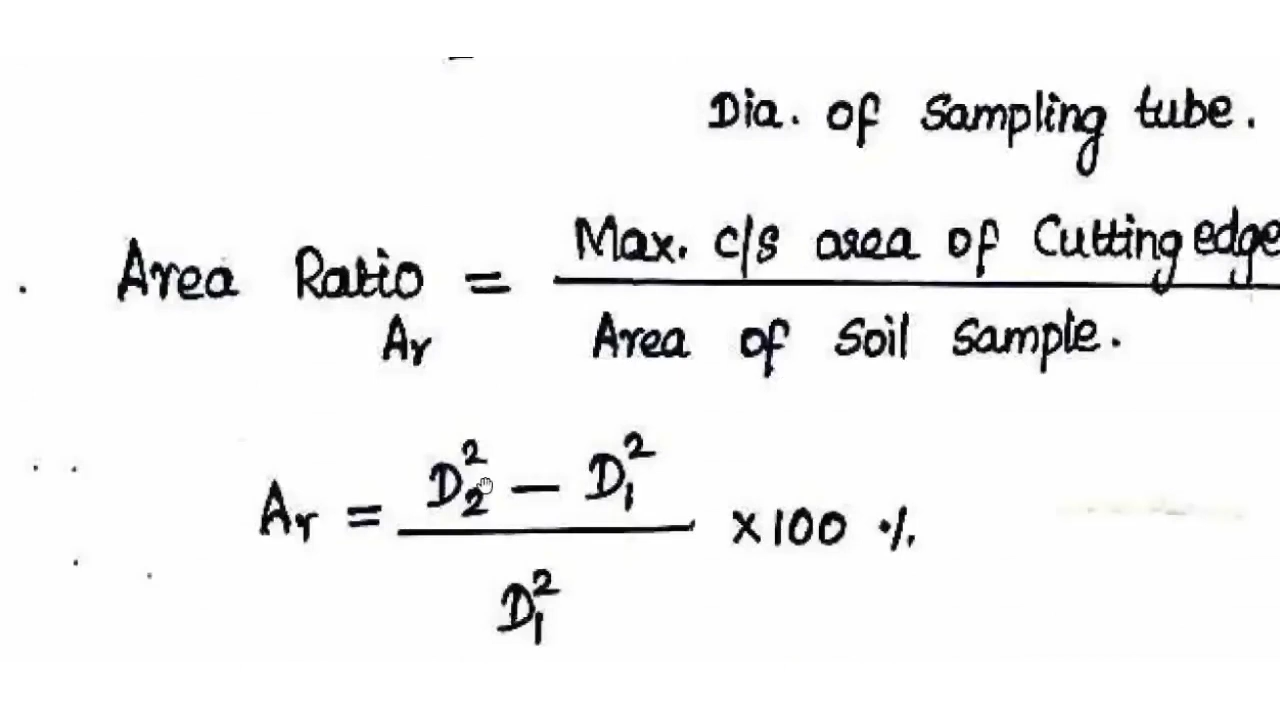 Dia. of Sampling tube.
Area Ratio = Max. c/s area of Cutting edge
Ar Area of Soil Sample.
Ar = D₂² – D₁² ×100 %
D₁²